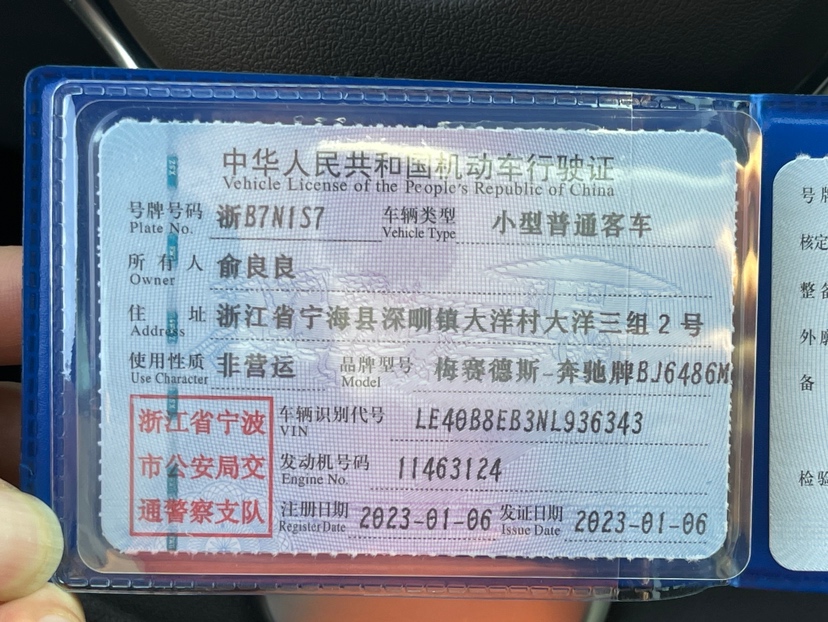 中华人民共和国机动车行驶证
Vehicle License of the People's Republic of China
号牌号码 浙B7N1S7 车辆类型 小型普通客车
Plate No. Vehicle Type
所有人 俞良良
Owner
住址 浙江省宁海县深甽镇大洋村大洋三组2号
Address
使用性质 非营运 品牌型号 梅赛德斯-奔驰牌BJ6486M
Use Character Model
浙江省宁波
市公安局交
通警察支队
车辆识别代号 LE40B8EB3NL936343
VIN
发动机号码 11463124
Engine No.
注册日期 2023-01-06 发证日期 2023-01-06
Register Date Issue Date
号牌
核定
整备
外廓
备
检验